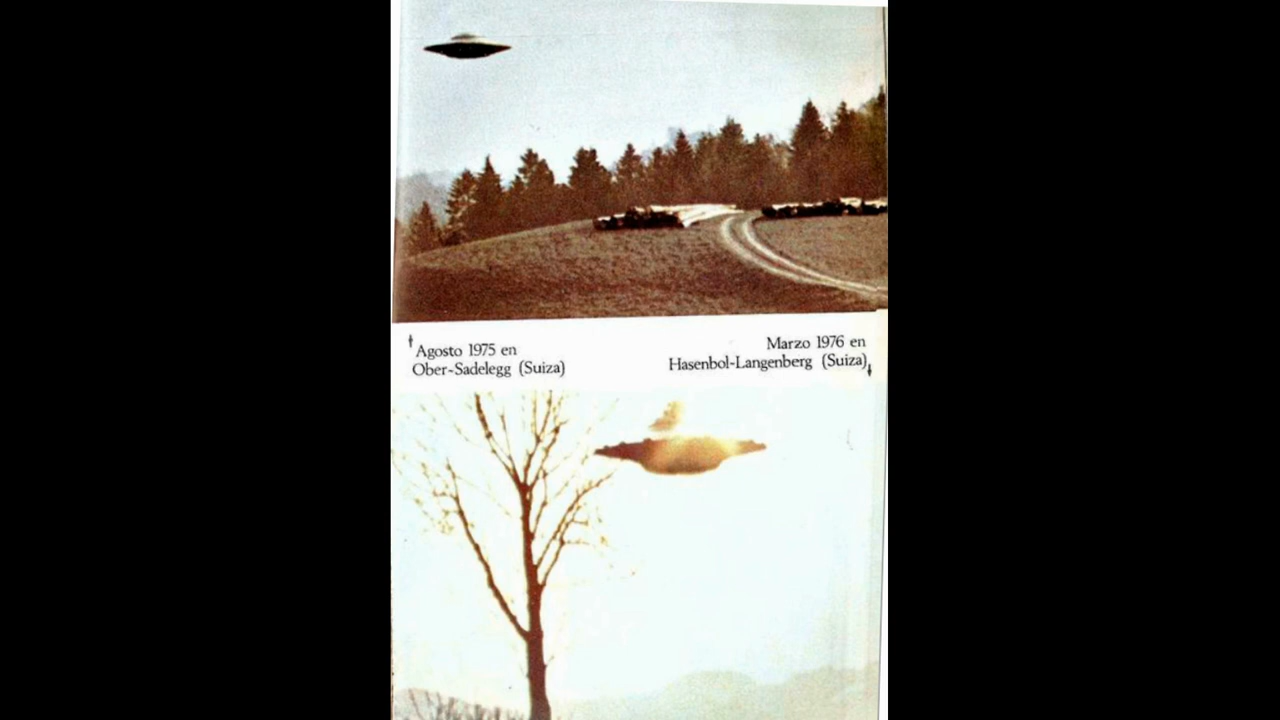 Agosto 1975 en
Ober-Sadelegg (Suiza)
Marzo 1976 en
Hasenbol-Langenberg (Suiza)